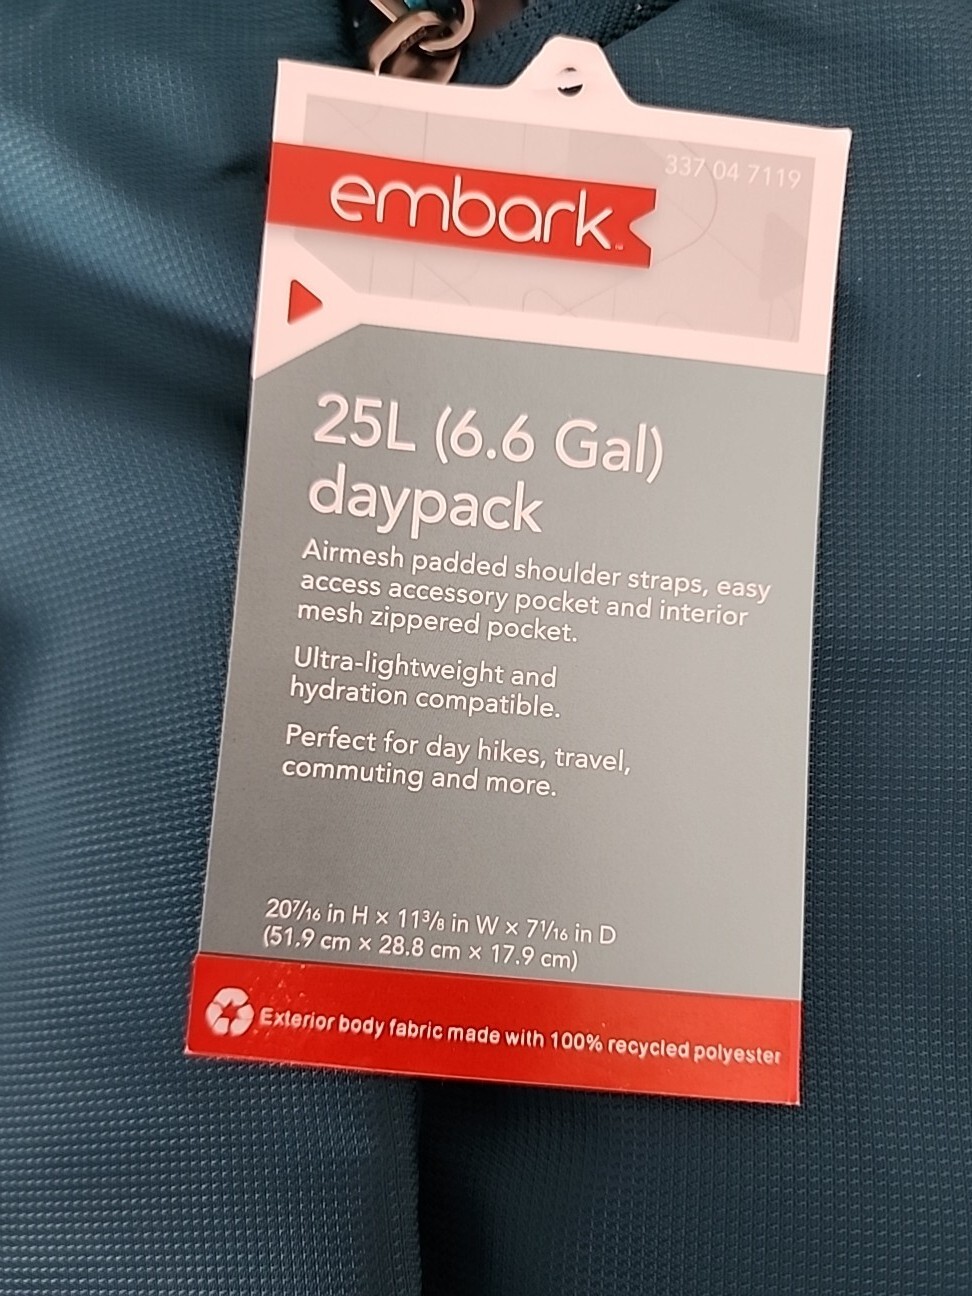 337 04 7119
embark™
25L (6.6 Gal)
daypack
Airmesh padded shoulder straps, easy
access accessory pocket and interior
mesh zippered pocket.
Ultra-lightweight and
hydration compatible.
Perfect for day hikes, travel,
commuting and more.
20⁷/₁₆ in H × 11³/₈ in W × 7¹/₁₆ in D
(51.9 cm × 28.8 cm × 17.9 cm)
Exterior body fabric made with 100% recycled polyester